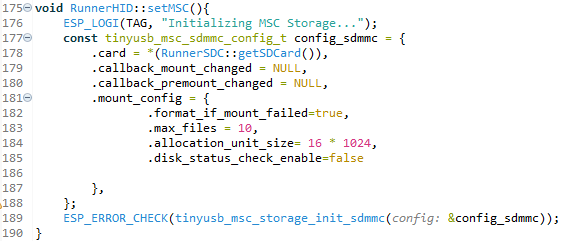 175 void RunnerHID::setMSC(){
176     ESP_LOGI(TAG, "Initializing MSC Storage...");
177     const tinyusb_msc_sdmmc_config_t config_sdmmc = {
178         .card = *(RunnerSDC::getSDCard()),
179         .callback_mount_changed = NULL,
180         .callback_premount_changed = NULL,
181         .mount_config = {
182                 .format_if_mount_failed=true,
183                 .max_files = 10,
184                 .allocation_unit_size= 16 * 1024,
185                 .disk_status_check_enable=false
186
187         },
188     };
189     ESP_ERROR_CHECK(tinyusb_msc_storage_init_sdmmc(config: &config_sdmmc));
190 }